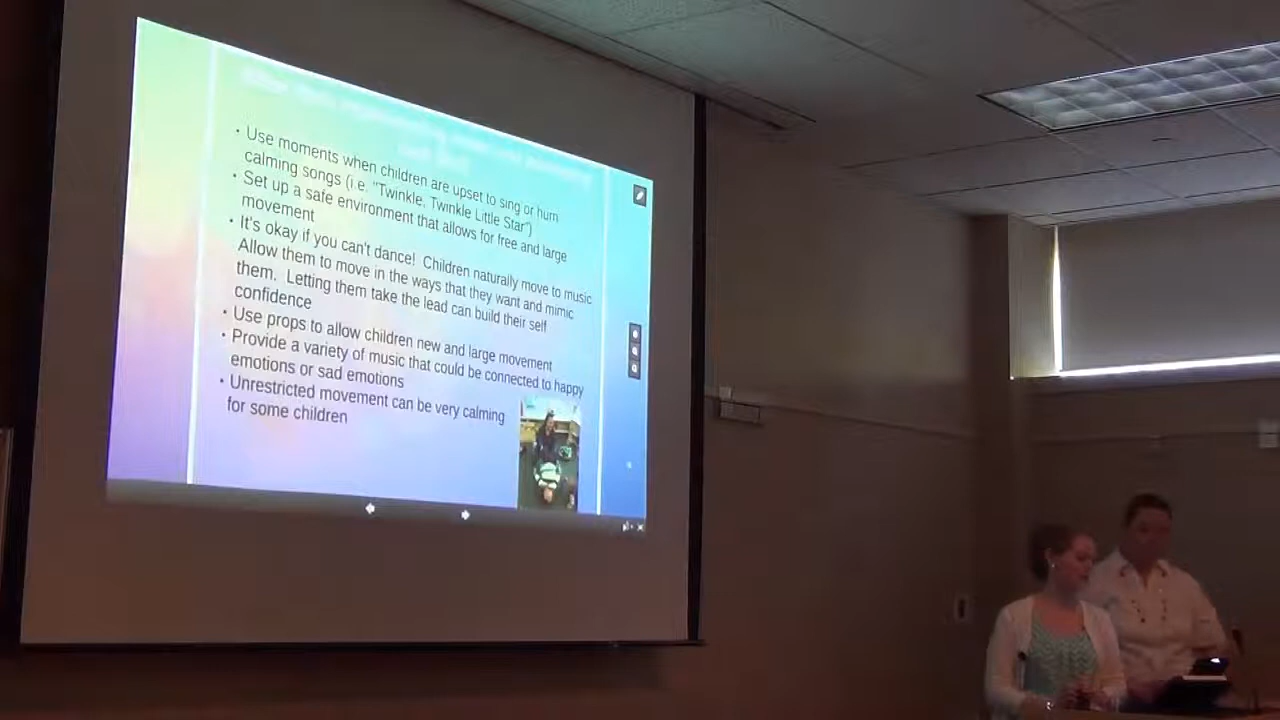 • Use moments when children are upset to sing or hum
calming songs (i.e. "Twinkle, Twinkle Little Star")
• Set up a safe environment that allows for free and large
movement
• It's okay if you can't dance! Children naturally move to music
Allow them to move in the ways that they want and mimic
them. Letting them take the lead can build their self
confidence
• Use props to allow children new and large movement
• Provide a variety of music that could be connected to happy
emotions or sad emotions
• Unrestricted movement can be very calming
for some children